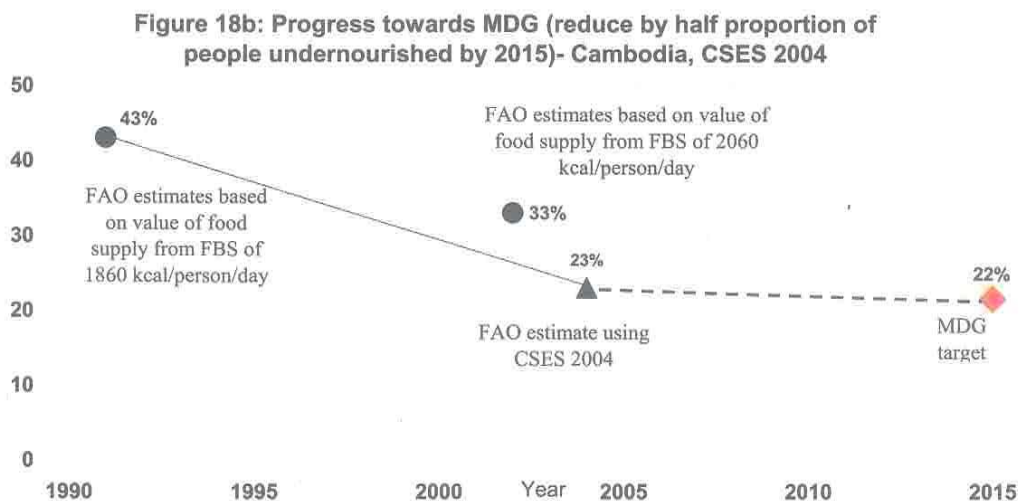 Figure 18b: Progress towards MDG (reduce by half proportion of
people undernourished by 2015)- Cambodia, CSES 2004
50
43%
FAO estimates based on value of
food supply from FBS of 2060
kcal/person/day
40
FAO estimates based
on value of food
supply from FBS of
1860 kcal/person/day
33%
30
23%
22%
20
FAO estimate using
CSES 2004
MDG
target
10
0
1990
1995
2000
Year
2005
2010
2015